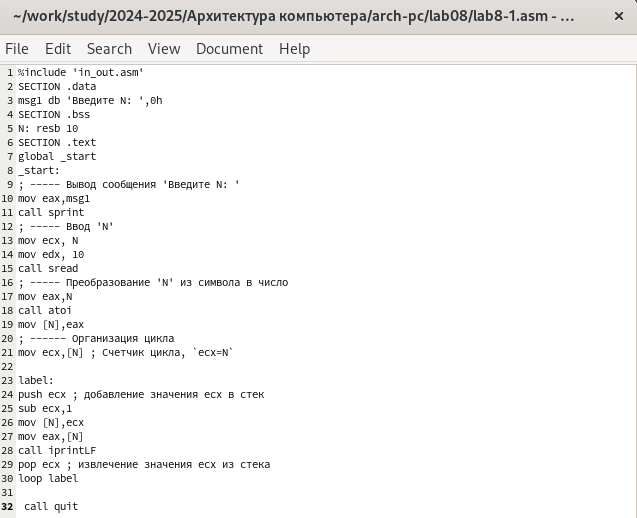 ~/work/study/2024-2025/Архитектура компьютера/arch-pc/lab08/lab8-1.asm - ...
File Edit Search View Document Help
1 %include 'in_out.asm'
2 SECTION .data
3 msg1 db 'Введите N: ',0h
4 SECTION .bss
5 N: resb 10
6 SECTION .text
7 global _start
8 _start:
9 ; ----- Вывод сообщения 'Введите N: '
10 mov eax,msg1
11 call sprint
12 ; ----- Ввод 'N'
13 mov ecx, N
14 mov edx, 10
15 call sread
16 ; ----- Преобразование 'N' из символа в число
17 mov eax,N
18 call atoi
19 mov [N],eax
20 ; ------ Организация цикла
21 mov ecx,[N] ; Счетчик цикла, `ecx=N`
22
23 label:
24 push ecx ; добавление значения ecx в стек
25 sub ecx,1
26 mov [N],ecx
27 mov eax,[N]
28 call iprintLF
29 pop ecx ; извлечение значения ecx из стека
30 loop label
31
32 call quit